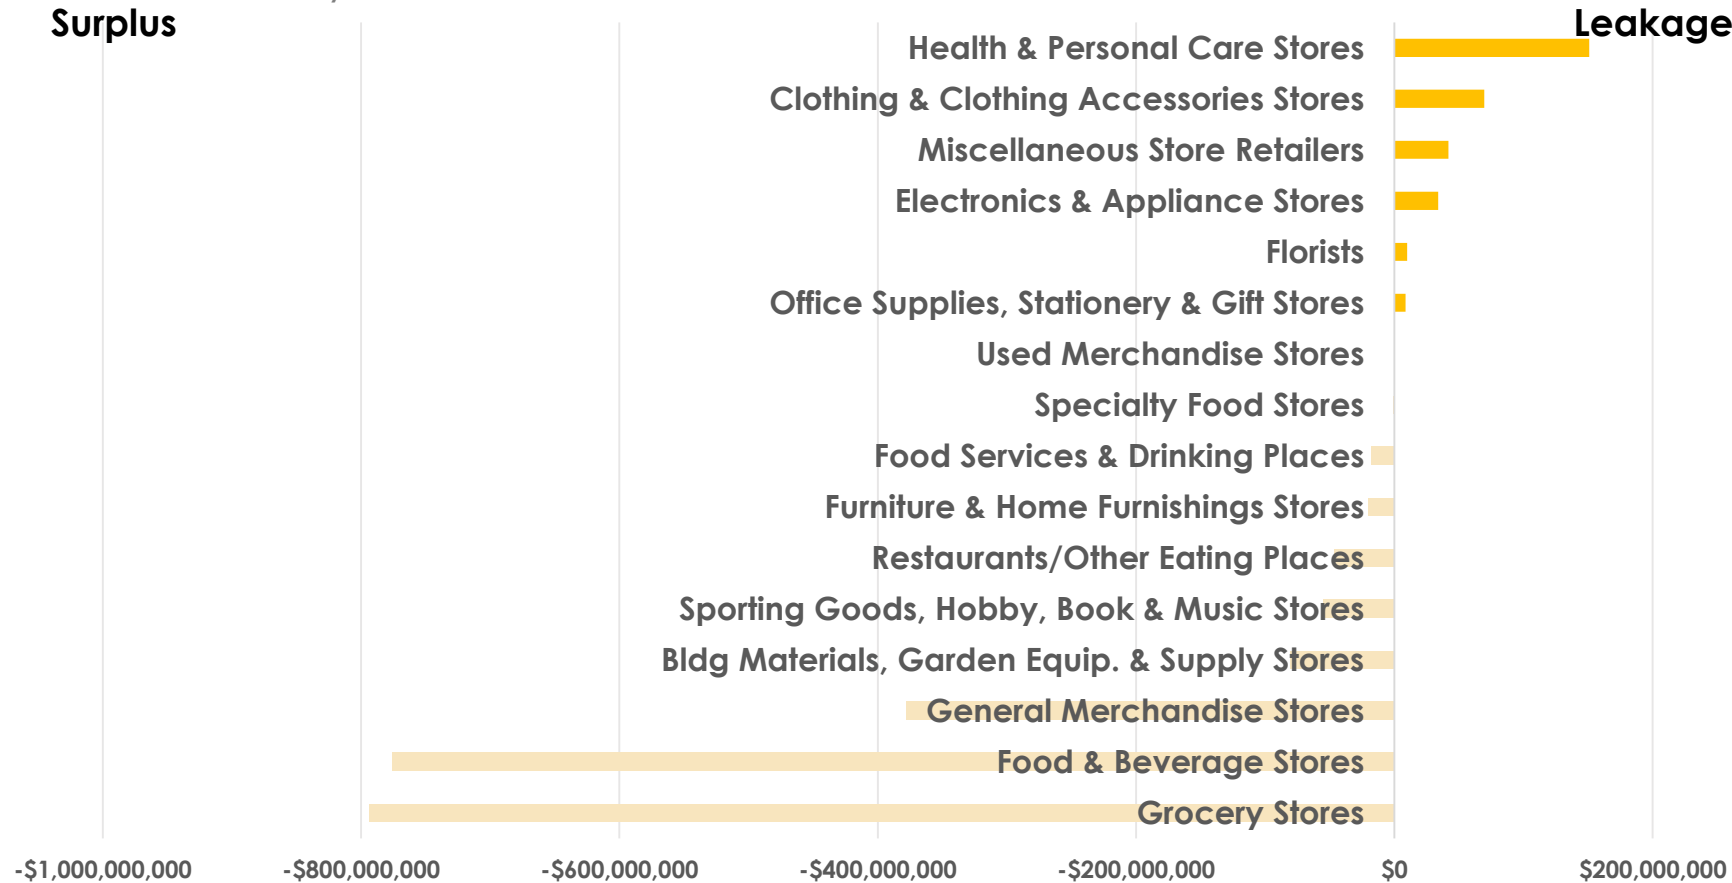 Surplus
Leakage
Health & Personal Care Stores
Clothing & Clothing Accessories Stores
Miscellaneous Store Retailers
Electronics & Appliance Stores
Florists
Office Supplies, Stationery & Gift Stores
Used Merchandise Stores
Specialty Food Stores
Food Services & Drinking Places
Furniture & Home Furnishings Stores
Restaurants/Other Eating Places
Sporting Goods, Hobby, Book & Music Stores
Bldg Materials, Garden Equip. & Supply Stores
General Merchandise Stores
Food & Beverage Stores
Grocery Stores
-$1,000,000,000 -$800,000,000 -$600,000,000 -$400,000,000 -$200,000,000 $0 $200,000,000